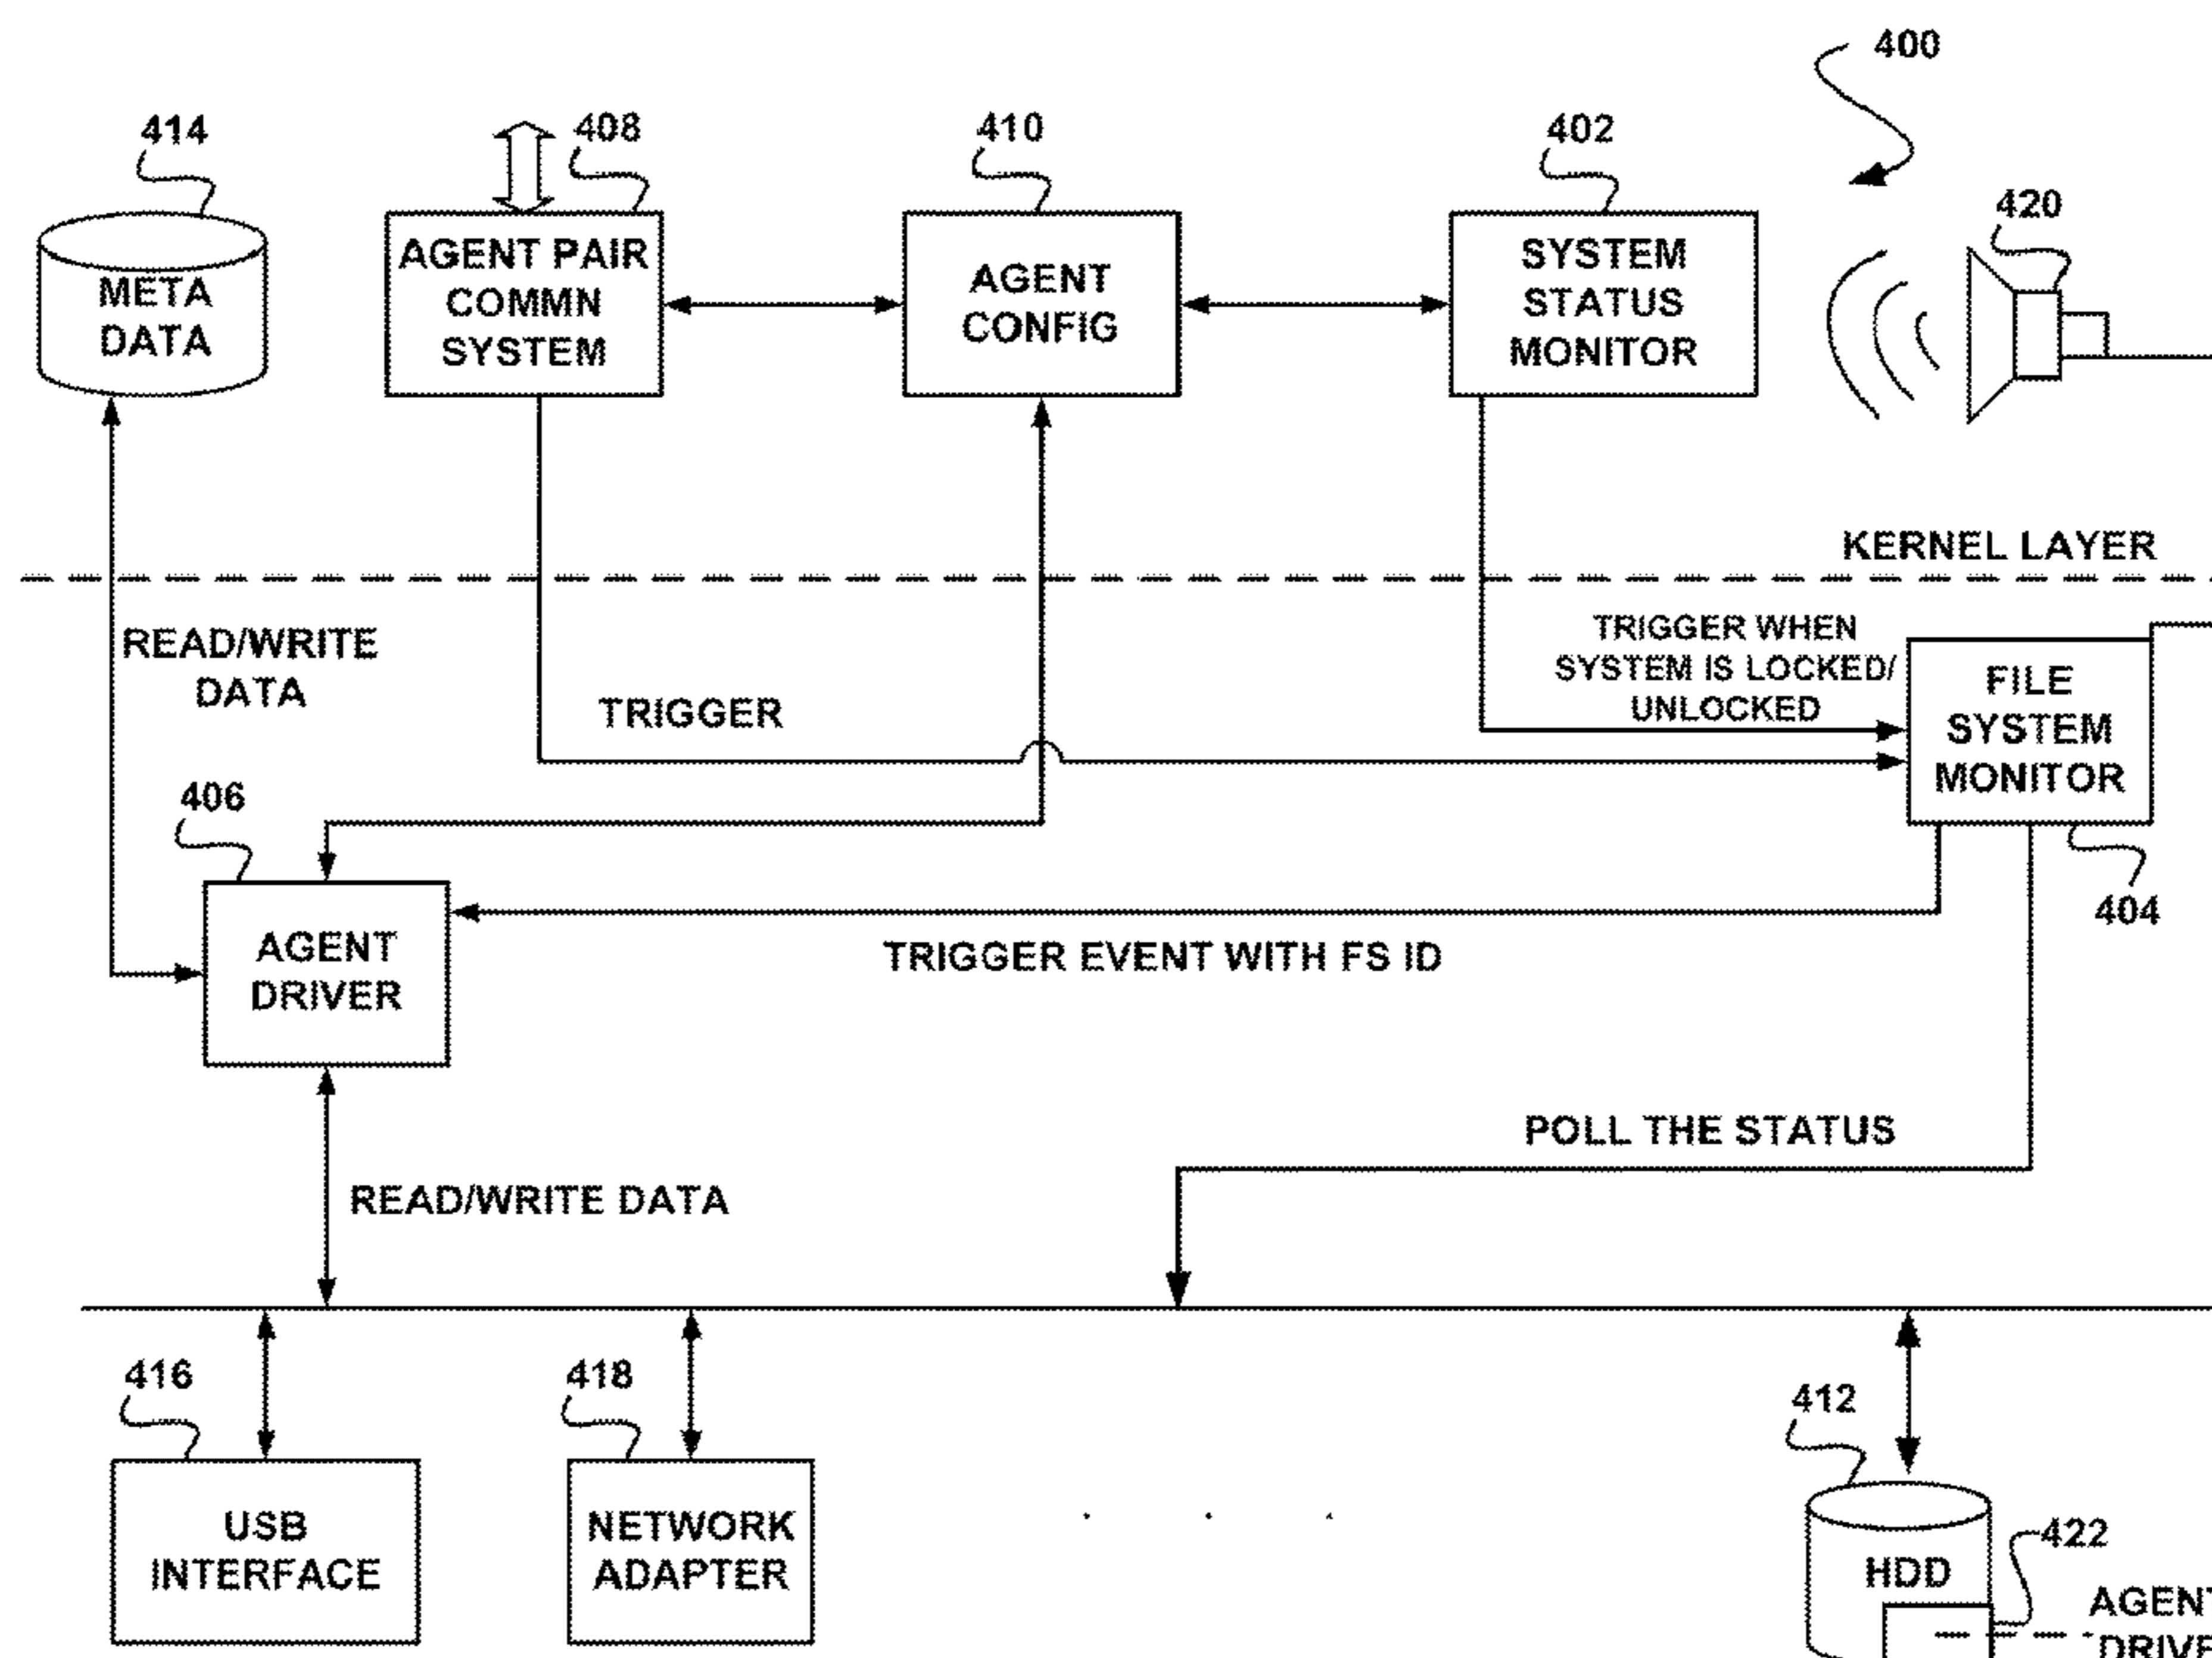 400
414
408
410
402
420
META
DATA
AGENT PAIR
COMMN
SYSTEM
AGENT
CONFIG
SYSTEM
STATUS
MONITOR
KERNEL LAYER
READ/WRITE
DATA
TRIGGER
TRIGGER WHEN
SYSTEM IS LOCKED/
UNLOCKED
FILE
SYSTEM
MONITOR
406
404
AGENT
DRIVER
TRIGGER EVENT WITH FS ID
POLL THE STATUS
READ/WRITE DATA
416
418
412
USB
INTERFACE
NETWORK
ADAPTER
HDD
422
AGENT
DRIVE